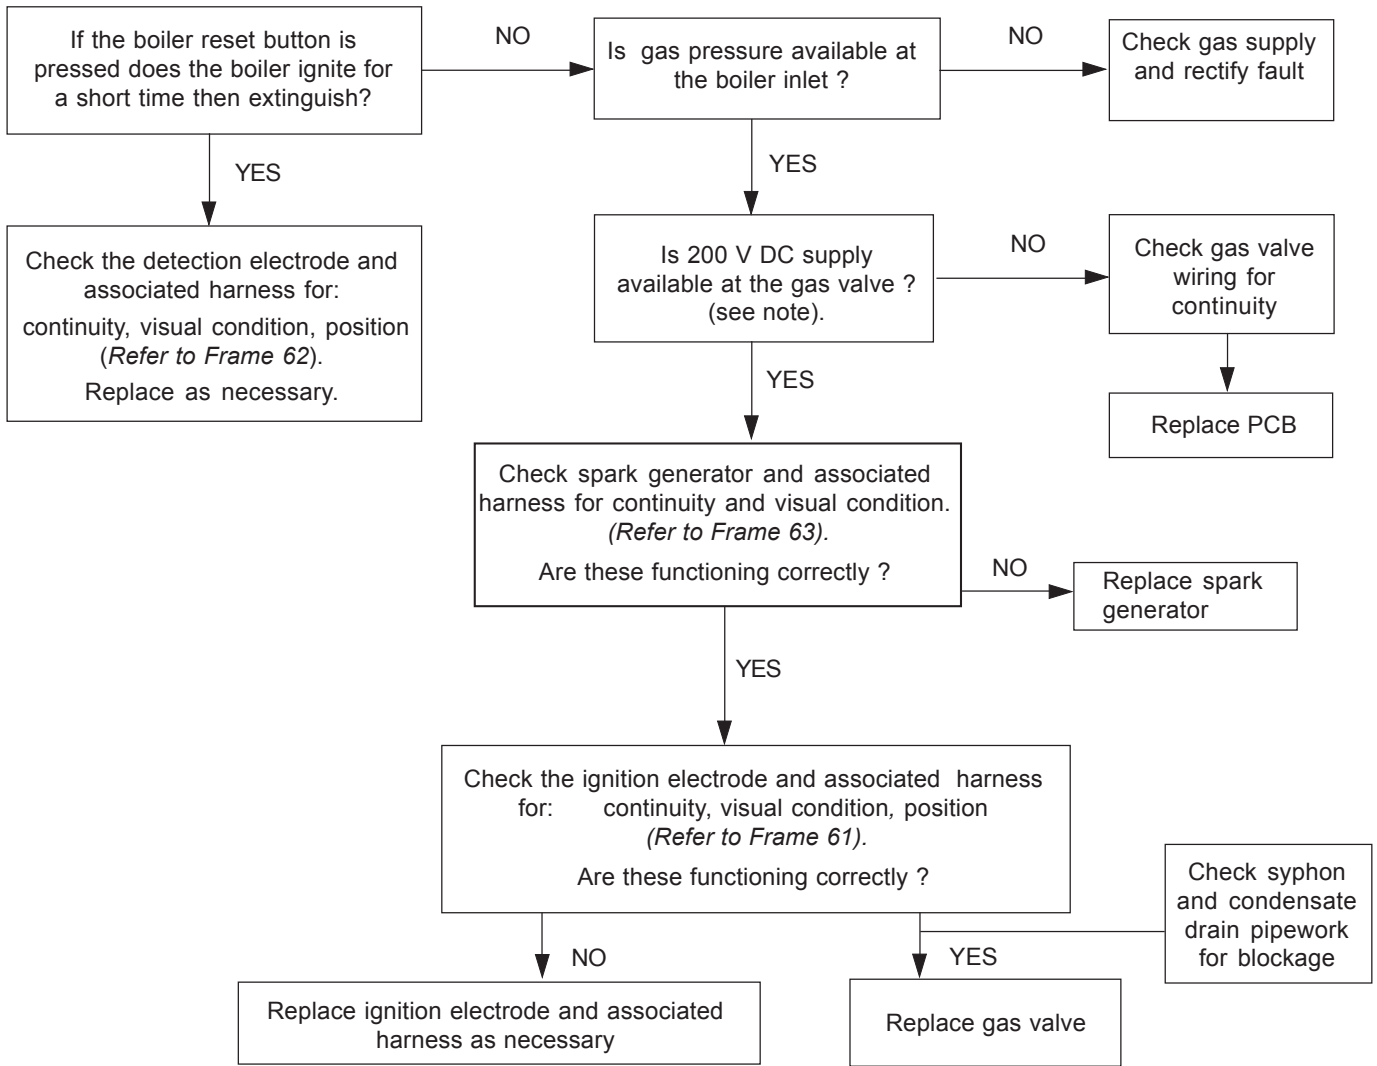 If the boiler reset button is
pressed does the boiler ignite for
a short time then extinguish?
NO
Is gas pressure available at
the boiler inlet ?
NO
Check gas supply
and rectify fault
YES
YES
Check the detection electrode and
associated harness for:
continuity, visual condition, position
(Refer to Frame 62).
Replace as necessary.
Is 200 V DC supply
available at the gas valve ?
(see note).
NO
Check gas valve
wiring for
continuity
YES
Replace PCB
Check spark generator and associated
harness for continuity and visual condition.
(Refer to Frame 63).
Are these functioning correctly ?
NO
Replace spark
generator
YES
Check the ignition electrode and associated harness
for: continuity, visual condition, position
(Refer to Frame 61).
Are these functioning correctly ?
Check syphon
and condensate
drain pipework
for blockage
NO
YES
Replace ignition electrode and associated
harness as necessary
Replace gas valve